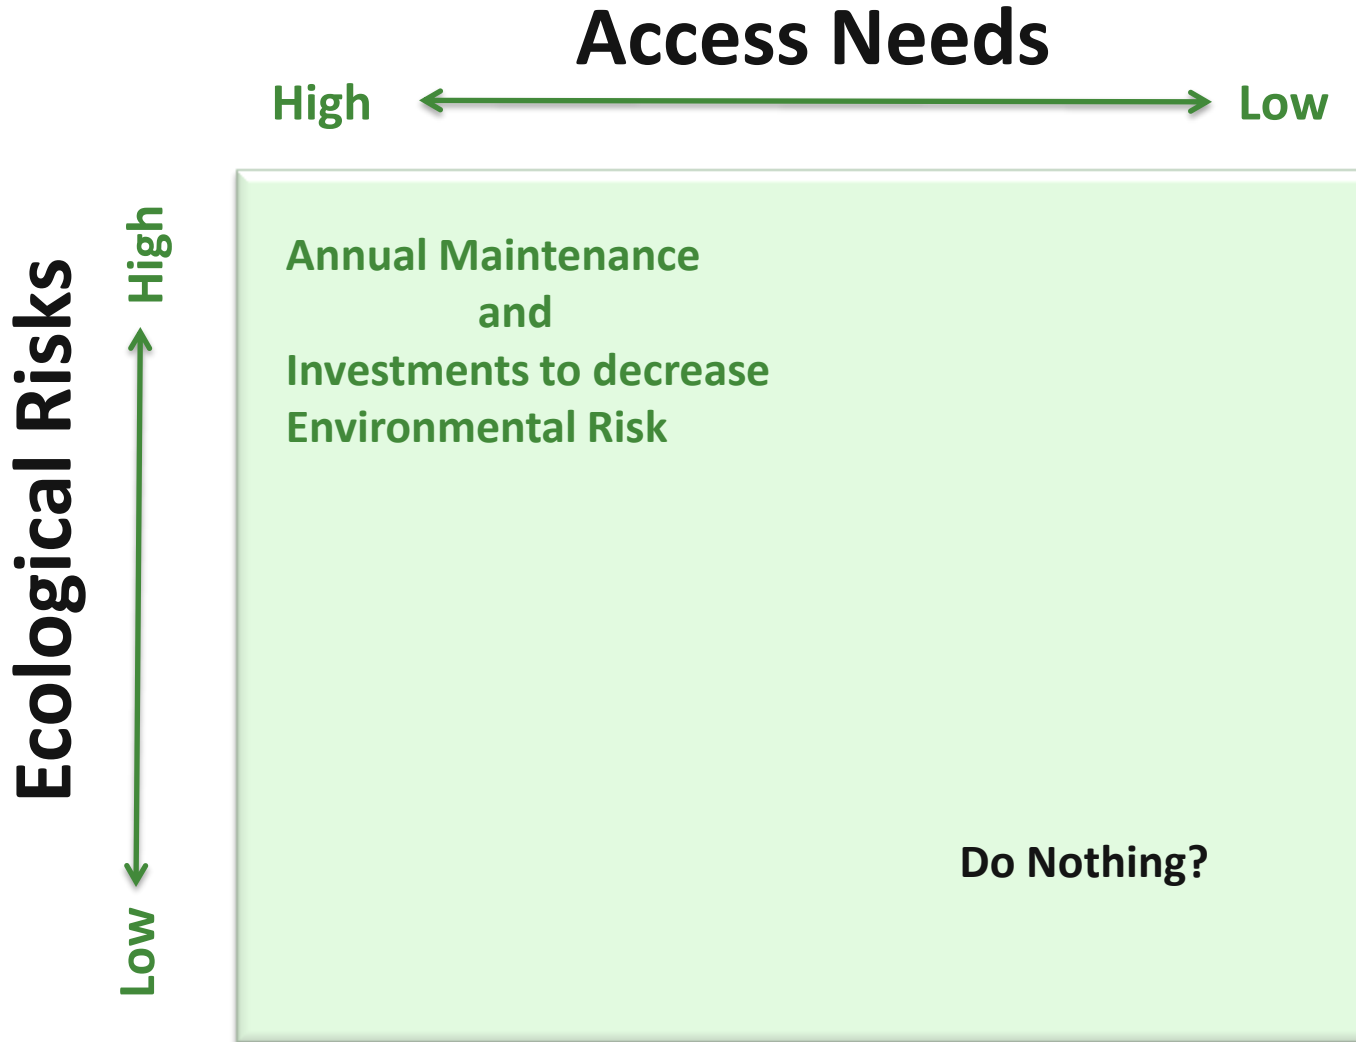 Access Needs
High Low
Ecological Risks
High
Low
Annual Maintenance
and
Investments to decrease
Environmental Risk
Do Nothing?